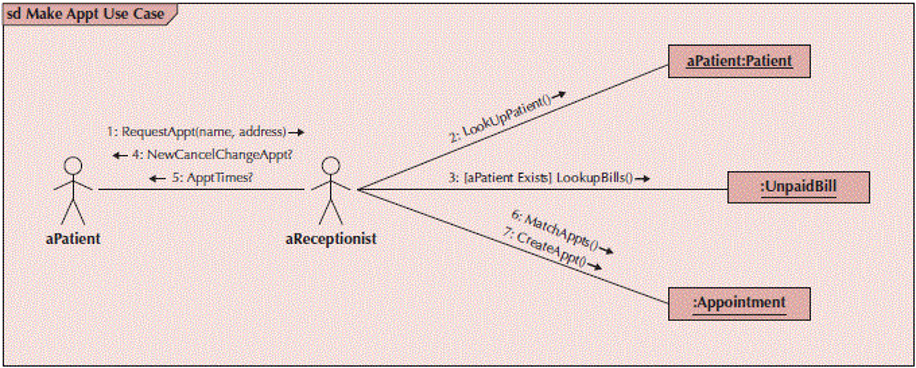 sd Make Appt Use Case
aPatient:Patient
2: LookUpPatient()
1: RequestAppt(name, address)
4: NewCancelChangeAppt?
5: ApptTimes?
3: [aPatient Exists] LookupBills()
:UnpaidBill
aPatient
aReceptionist
6: MatchAppts()
7: CreateAppt()
:Appointment